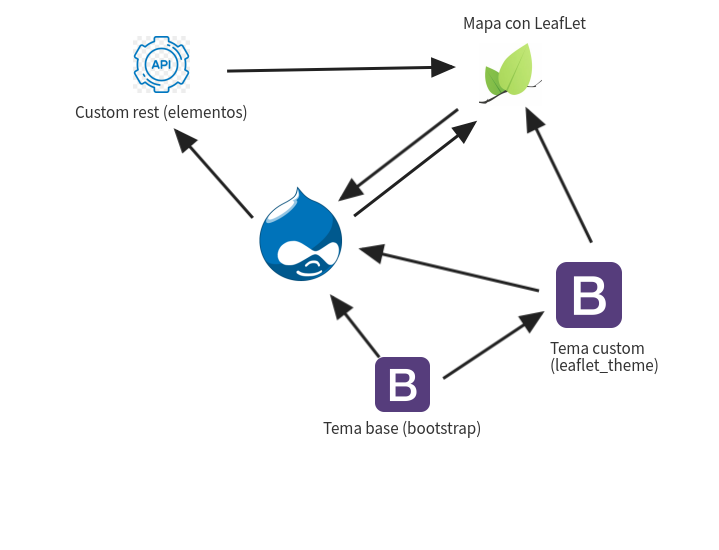 Mapa con LeafLet
API
Custom rest (elementos)
B
Tema custom
(leaflet_theme)
B
Tema base (bootstrap)